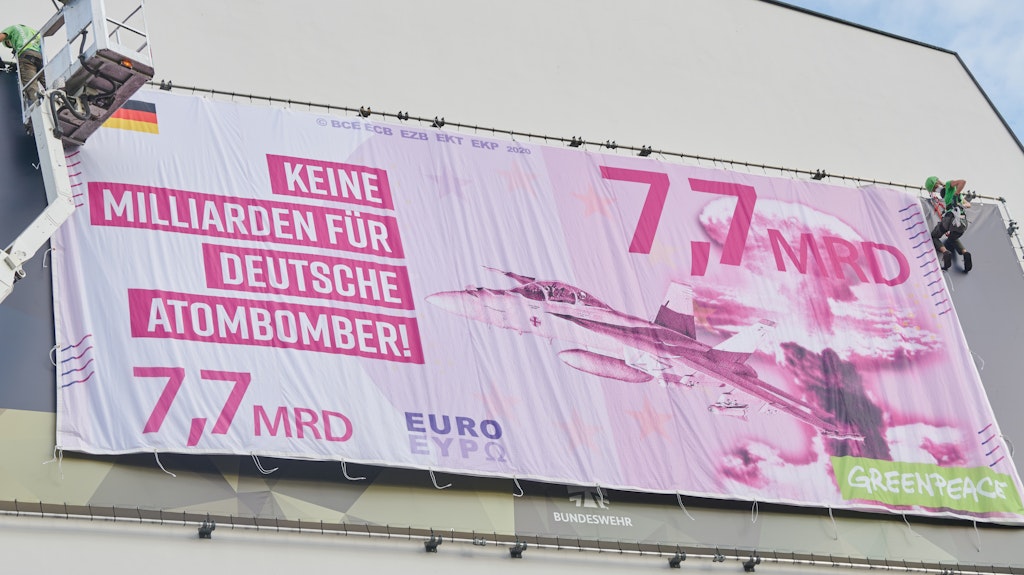 © BCE ECB EZB EKT EKP 2020
KEINE
MILLIARDEN FÜR
DEUTSCHE
ATOMBOMBER!
7,7 MRD
7,7 MRD
EURO
ΕΥΡΩ
GREENPEACE
BUNDESWEHR